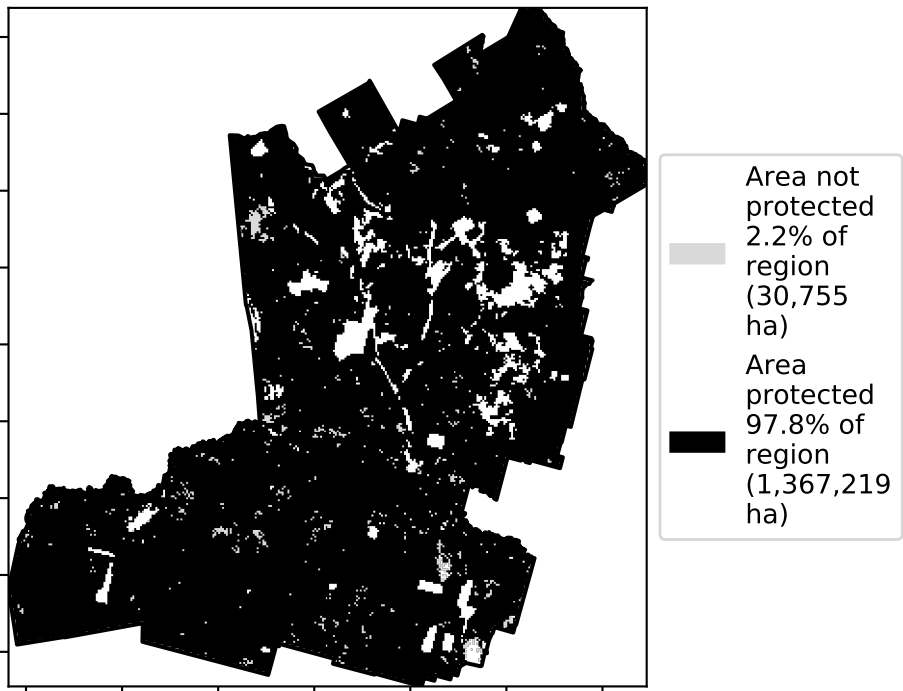 Area not
protected
2.2% of
region
(30,755
ha)
Area
protected
97.8% of
region
(1,367,219
ha)